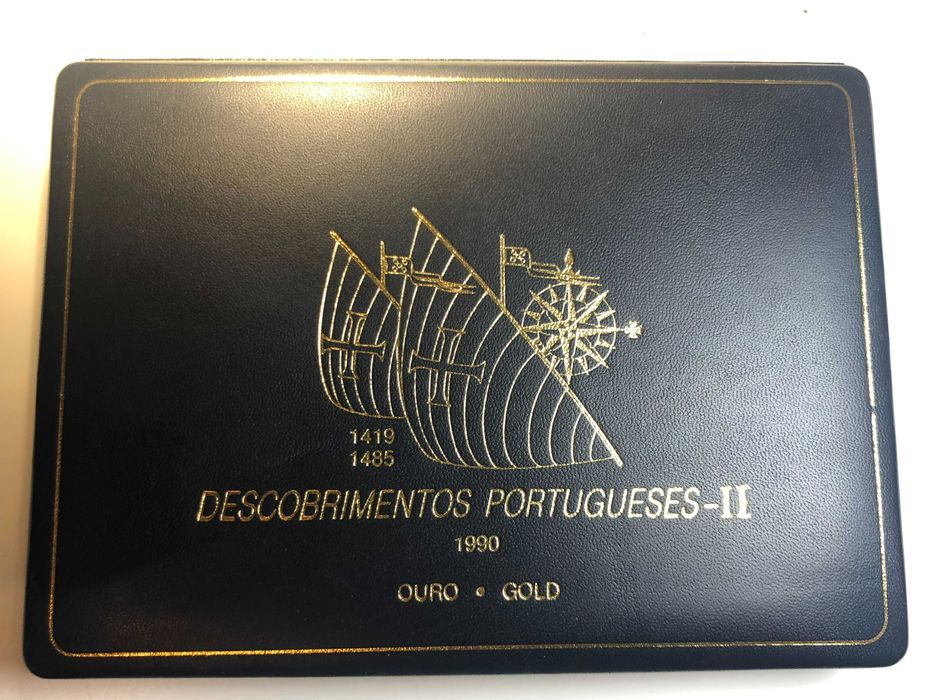 1419
1485
DESCOBRIMENTOS PORTUGUESES-II
1990
OURO • GOLD